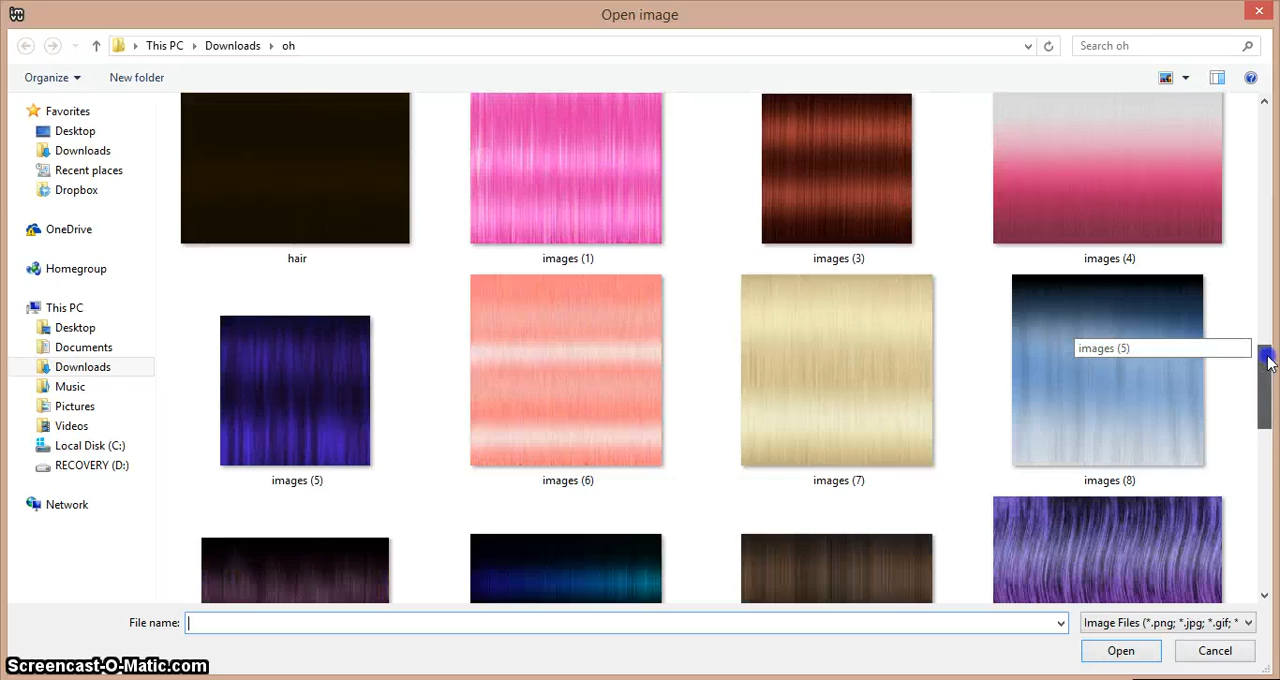 imvu
Open image
This PC
Downloads
oh
Search oh
Organize
New folder
Favorites
Desktop
Downloads
Recent places
Dropbox
OneDrive
Homegroup
This PC
Desktop
Documents
Downloads
Music
Pictures
Videos
Local Disk (C:)
RECOVERY (D:)
Network
hair
images (1)
images (3)
images (4)
images (5)
images (5)
images (6)
images (7)
images (8)
File name:
Image Files (*.png; *.jpg; *.gif; *
Open
Cancel
Screencast-O-Matic.com